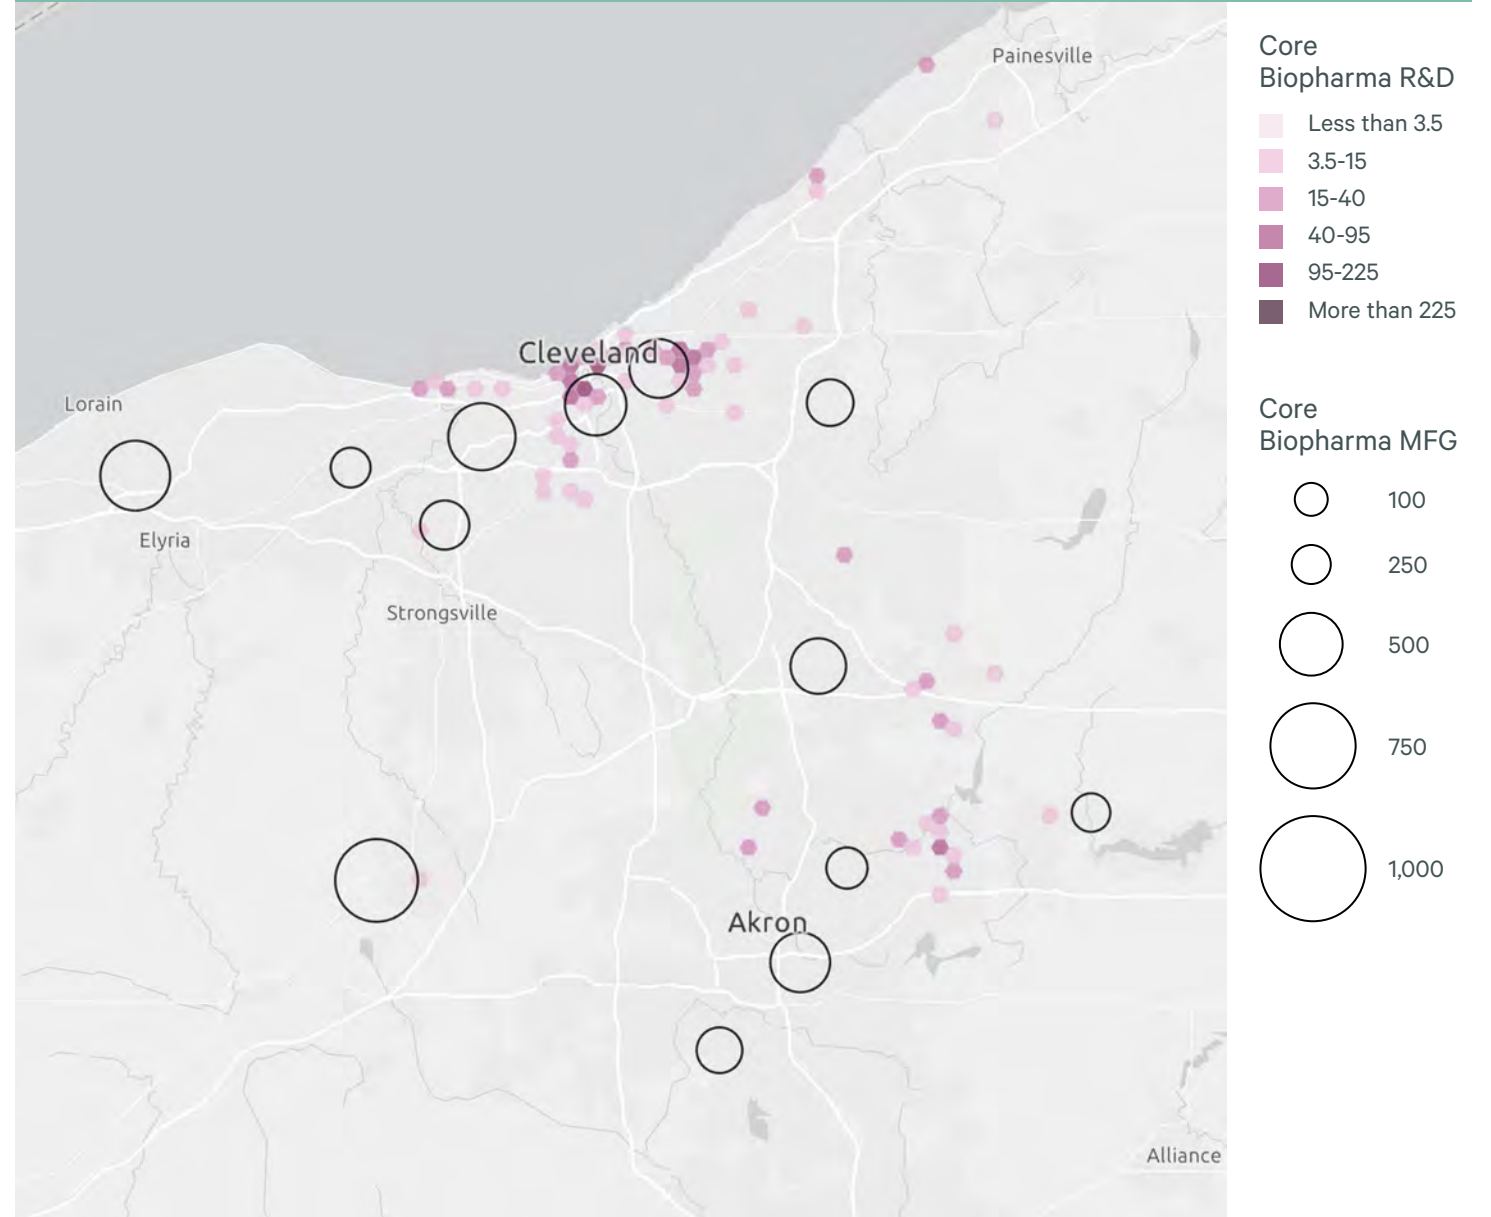 Painesville
Cleveland
Lorain
Elyria
Strongsville
Akron
Alliance
Core
Biopharma R&D
Less than 3.5
3.5-15
15-40
40-95
95-225
More than 225
Core
Biopharma MFG
100
250
500
750
1,000